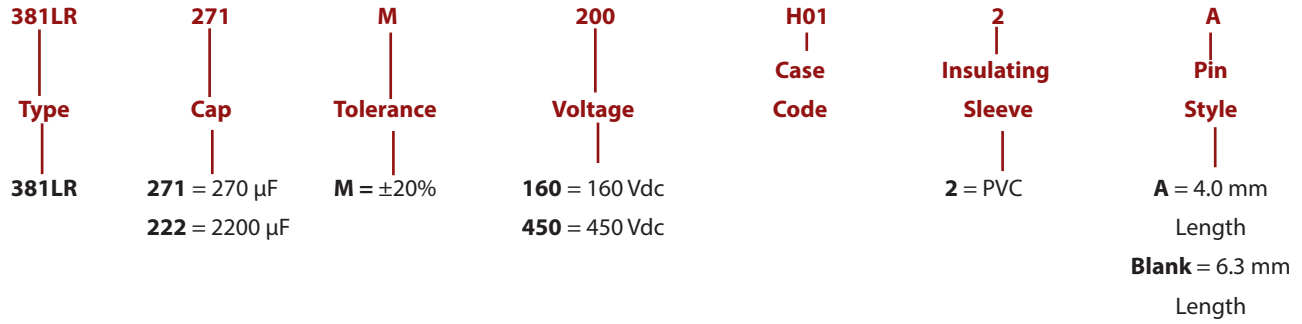 381LR 271 M 200 H01 2 A
Case Insulating Pin
Type Cap Tolerance Voltage Code Sleeve Style
381LR 271 = 270 µF M = ±20% 160 = 160 Vdc 2 = PVC A = 4.0 mm
222 = 2200 µF 450 = 450 Vdc Length
Blank = 6.3 mm
Length